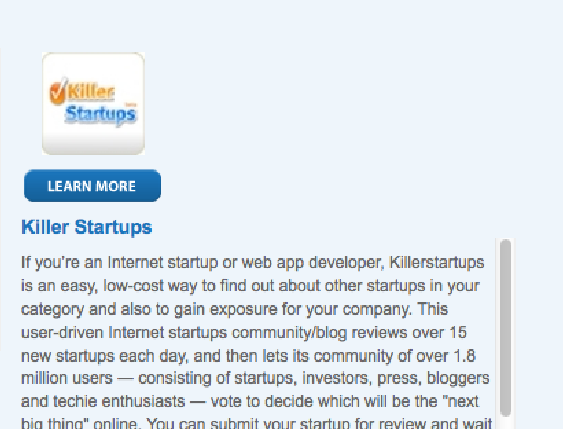 Killer
Startups
LEARN MORE
Killer Startups
If you're an Internet startup or web app developer, Killerstartups
is an easy, low-cost way to find out about other startups in your
category and also to gain exposure for your company. This
user-driven Internet startups community/blog reviews over 15
new startups each day, and then lets its community of over 1.8
million users — consisting of startups, investors, press, bloggers
and techie enthusiasts — vote to decide which will be the "next
big thing" online. You can submit your startup for review and wait